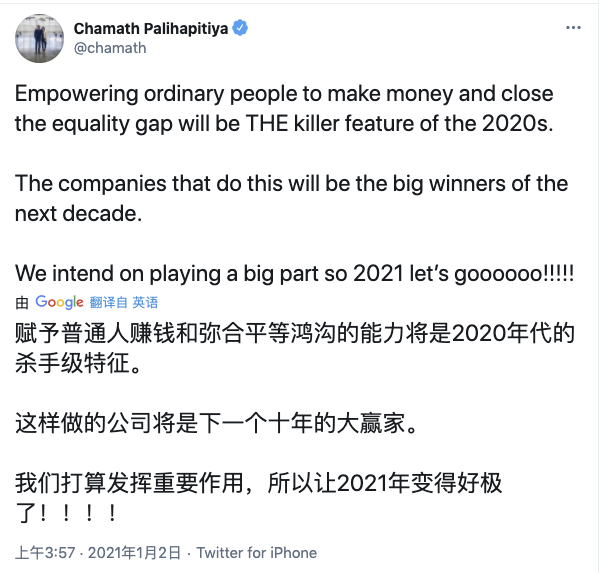 Chamath Palihapitiya
@chamath
Empowering ordinary people to make money and close
the equality gap will be THE killer feature of the 2020s.
The companies that do this will be the big winners of the
next decade.
We intend on playing a big part so 2021 let's goooooo!!!!!
由 Google 翻译自 英语
赋予普通人赚钱和弥合平等鸿沟的能力将是2020年代的
杀手级特征。
这样做的公司将是下一个十年的大赢家。
我们打算发挥重要作用，所以让2021年变得好极
了！！！！
上午3:57 · 2021年1月2日 · Twitter for iPhone